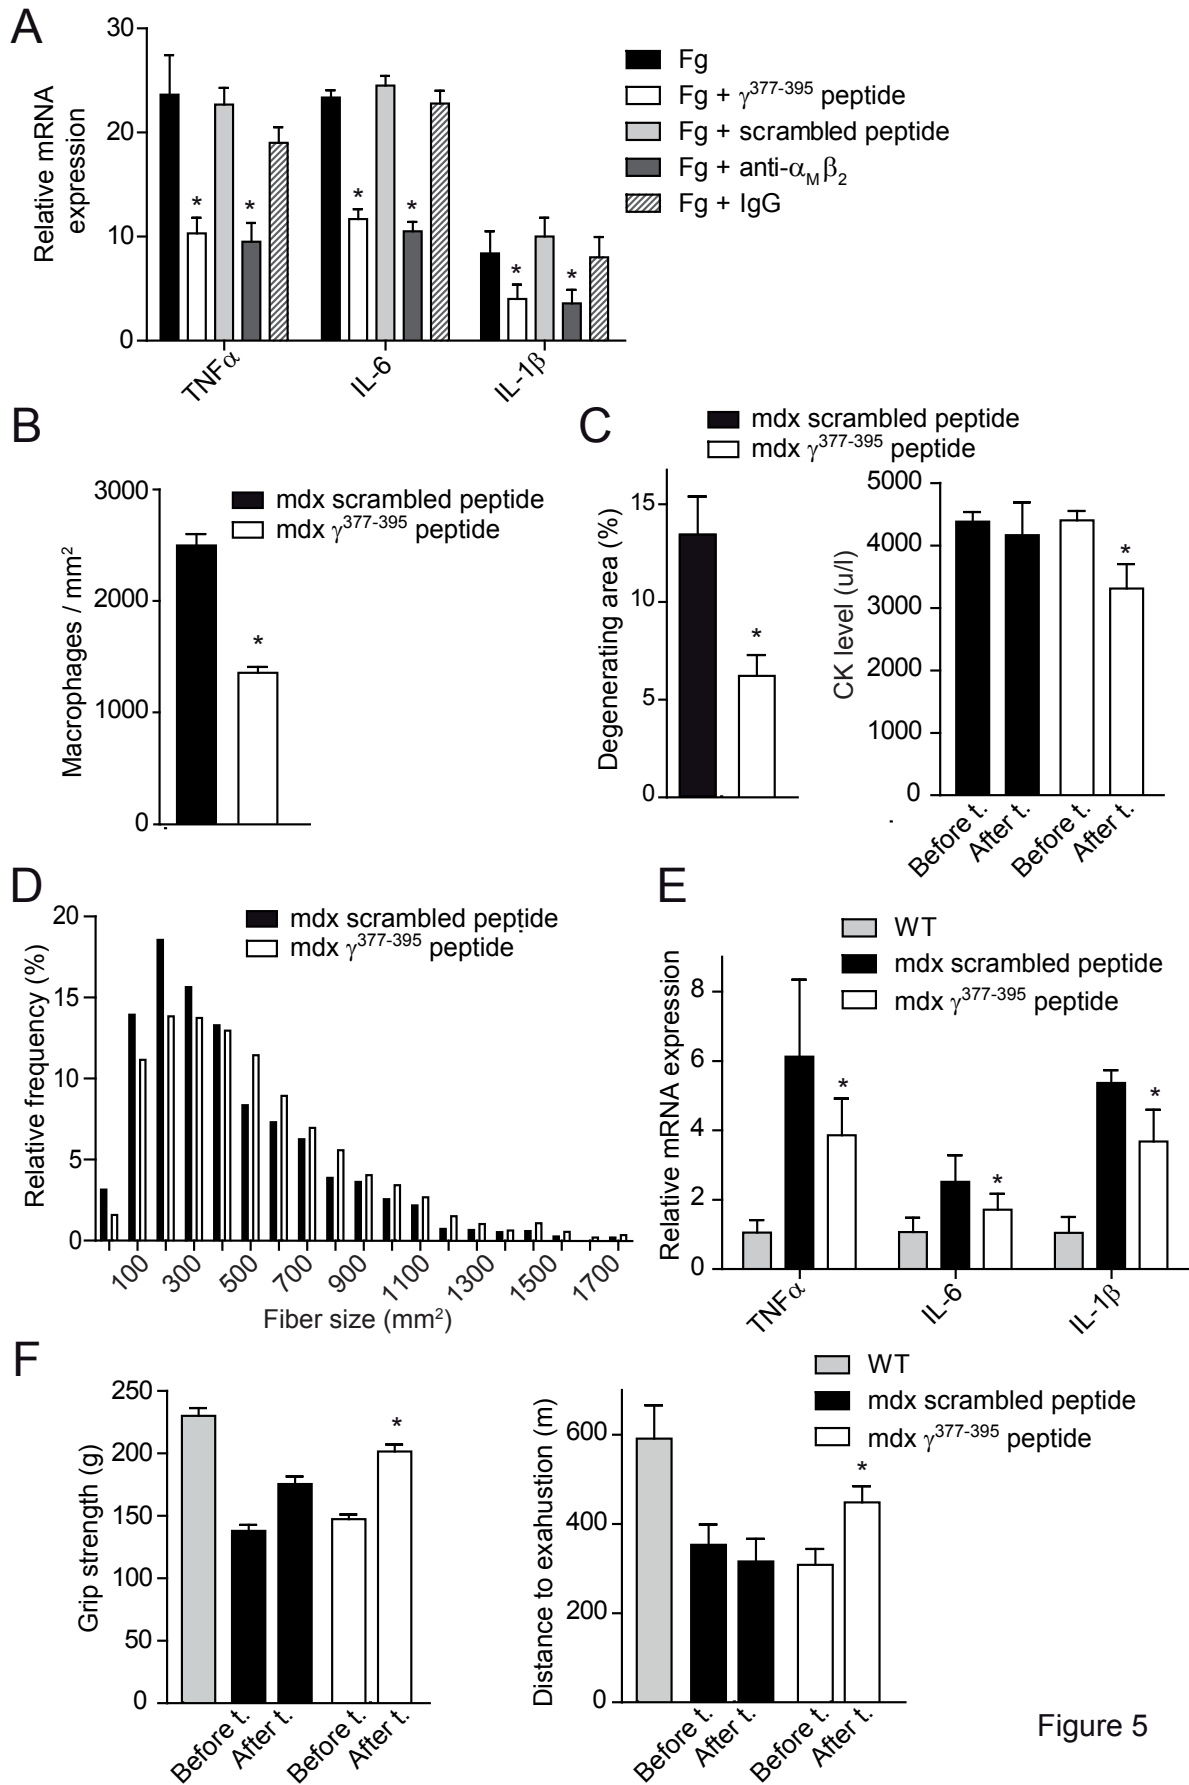 A
30
20
10
0
Relative mRNA
expression
TNFα
IL-6
IL-1β
Fg
Fg + γ377-395 peptide
Fg + scrambled peptide
Fg + anti-αMβ2
Fg + IgG
* * * * * *
B
3000
2000
1000
0
Macrophages / mm2
mdx scrambled peptide
mdx γ377-395 peptide
*
C
mdx scrambled peptide
mdx γ377-395 peptide
15
10
5
0
Degenerating area (%)
*
5000
4000
3000
2000
1000
0
CK level (u/l)
*
Before t.
After t.
Before t.
After t.
D
20
15
10
5
0
Relative frequency (%)
mdx scrambled peptide
mdx γ377-395 peptide
100 300 500 700 900 1100 1300 1500 1700
Fiber size (mm2)
E
WT
mdx scrambled peptide
mdx γ377-395 peptide
8
6
4
2
0
Relative mRNA expression
* * *
TNFα
IL-6
IL-1β
F
250
200
150
100
50
0
Grip strength (g)
*
Before t.
After t.
Before t.
After t.
WT
mdx scrambled peptide
mdx γ377-395 peptide
600
400
200
0
Distance to exahustion (m)
*
Before t.
After t.
Before t.
After t.
Figure 5